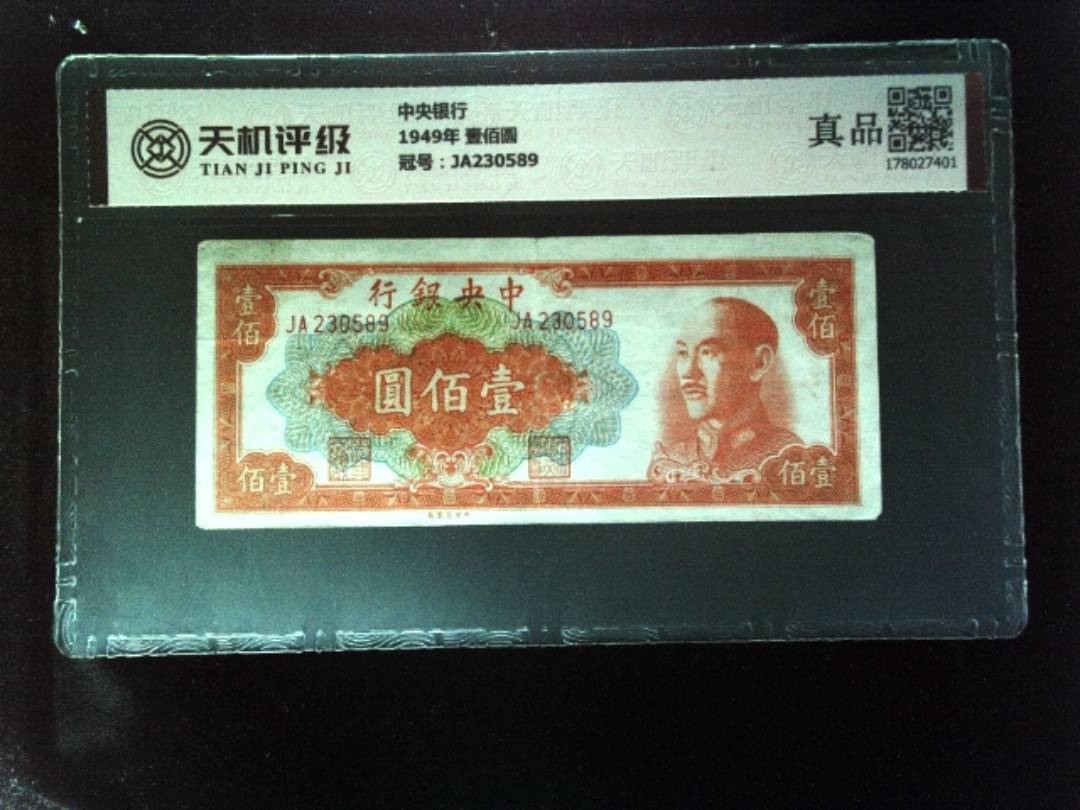 天机评级
TIAN JI PING JI
中央银行
1949年 壹佰圆
冠号：JA230589
真品
178027401
行銀央中
壹佰
壹佰
JA230589
JA230589
圓佰壹
佰壹
佰壹